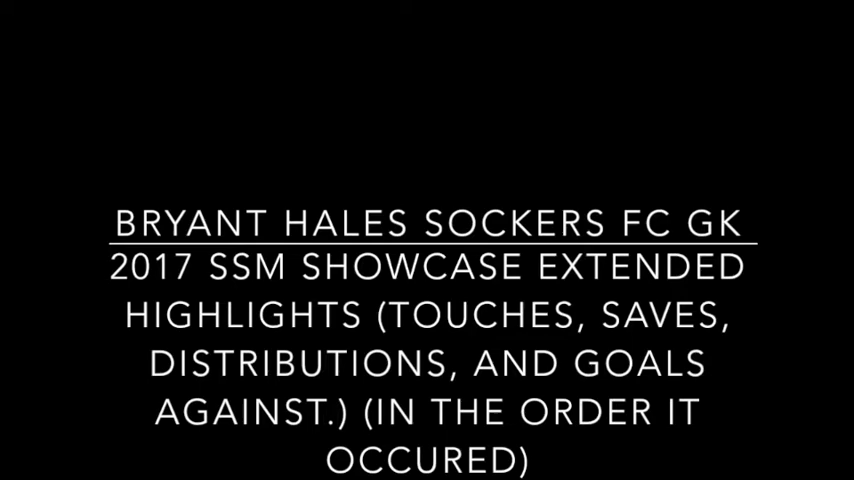 BRYANT HALES SOCKERS FC GK
2017 SSM SHOWCASE EXTENDED
HIGHLIGHTS (TOUCHES, SAVES,
DISTRIBUTIONS, AND GOALS
AGAINST.) (IN THE ORDER IT
OCCURED)